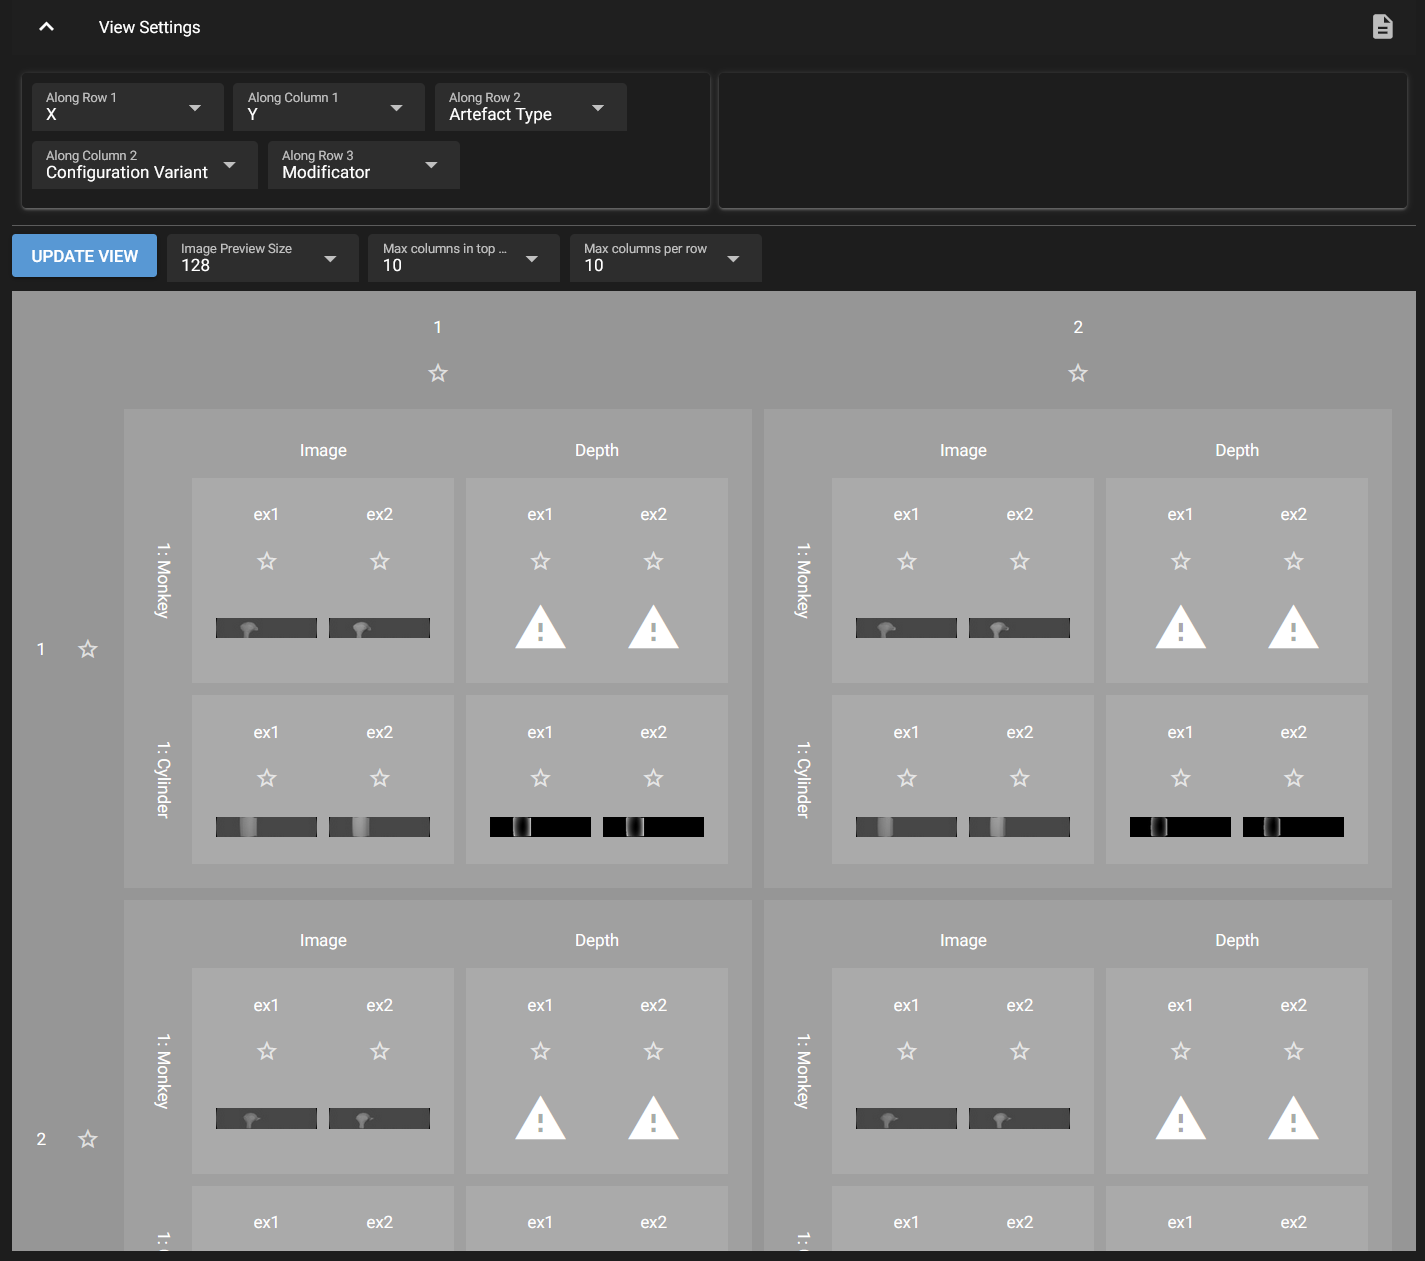 View Settings
Along Row 1
X
Along Column 1
Y
Along Row 2
Artefact Type
Along Column 2
Configuration Variant
Along Row 3
Modificator
UPDATE VIEW
Image Preview Size
128
Max columns in top ...
10
Max columns per row
10
1 2
Image Depth Image Depth
1
1: Monkey
ex1 ex2 ex1 ex2
1: Monkey
ex1 ex2 ex1 ex2
1: Cylinder
ex1 ex2 ex1 ex2
1: Cylinder
ex1 ex2 ex1 ex2
Image Depth Image Depth
2
1: Monkey
ex1 ex2 ex1 ex2
1: Monkey
ex1 ex2 ex1 ex2
1:
ex1 ex2 ex1 ex2
1:
ex1 ex2 ex1 ex2